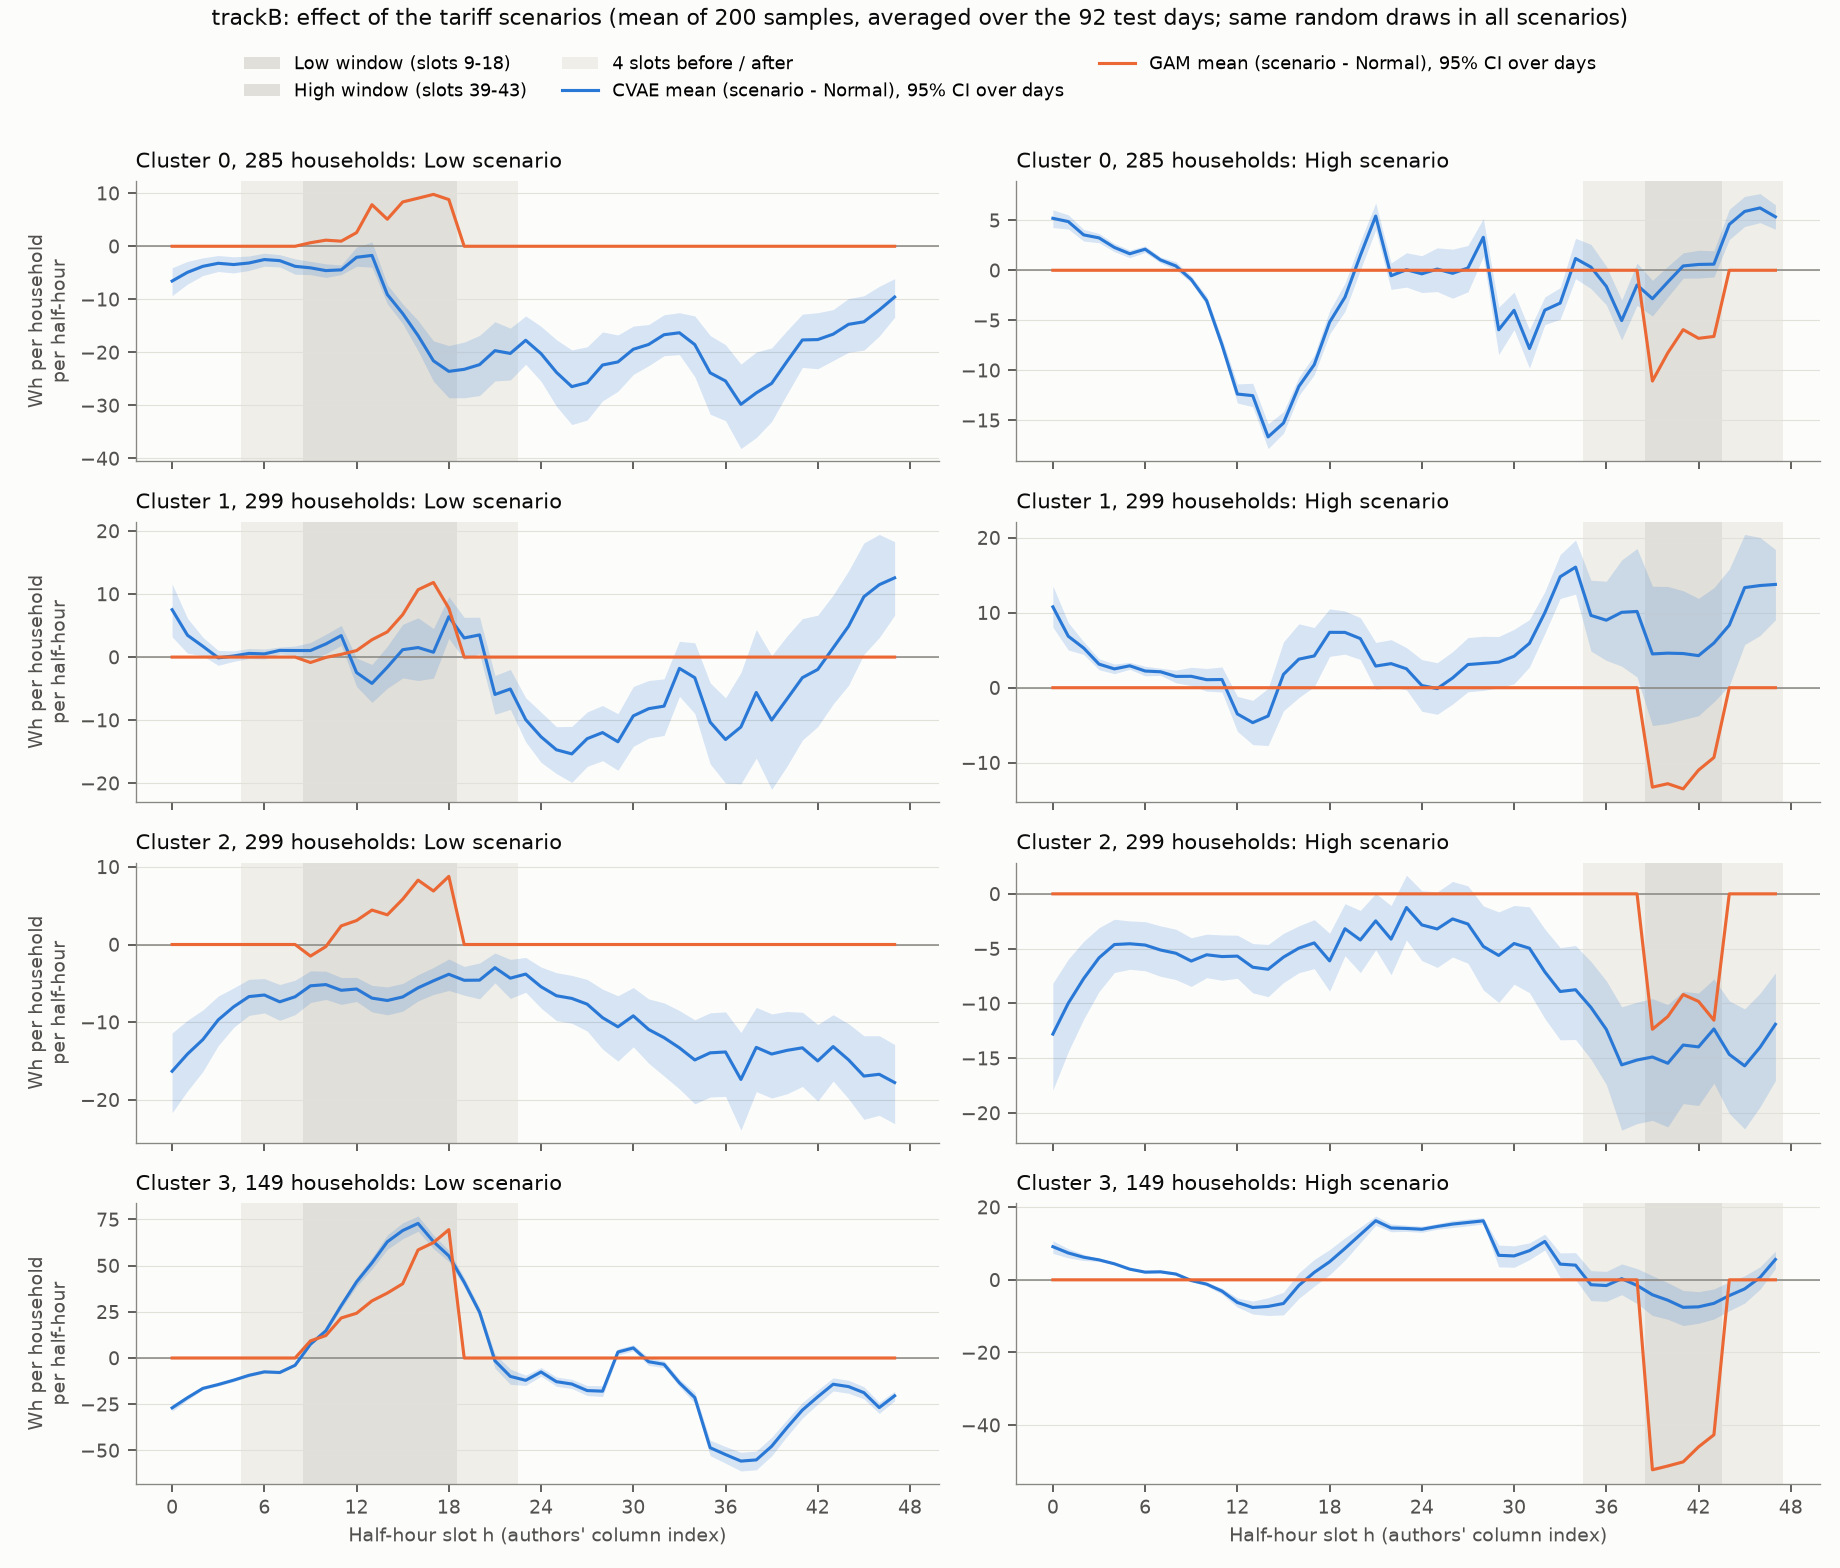 trackB: effect of the tariff scenarios (mean of 200 samples, averaged over the 92 test days; same random draws in all scenarios)
Low window (slots 9-18)
4 slots before / after
GAM mean (scenario - Normal), 95% CI over days
High window (slots 39-43)
CVAE mean (scenario - Normal), 95% CI over days
Cluster 0, 285 households: Low scenario
10
0
−10
−20
−30
−40
Wh per household
per half-hour
Cluster 0, 285 households: High scenario
5
0
−5
−10
−15
Cluster 1, 299 households: Low scenario
20
10
0
−10
−20
Wh per household
per half-hour
Cluster 1, 299 households: High scenario
20
10
0
−10
Cluster 2, 299 households: Low scenario
10
0
−10
−20
Wh per household
per half-hour
Cluster 2, 299 households: High scenario
0
−5
−10
−15
−20
Cluster 3, 149 households: Low scenario
75
50
25
0
−25
−50
Wh per household
per half-hour
0 6 12 18 24 30 36 42 48
Half-hour slot h (authors' column index)
Cluster 3, 149 households: High scenario
20
0
−20
−40
0 6 12 18 24 30 36 42 48
Half-hour slot h (authors' column index)